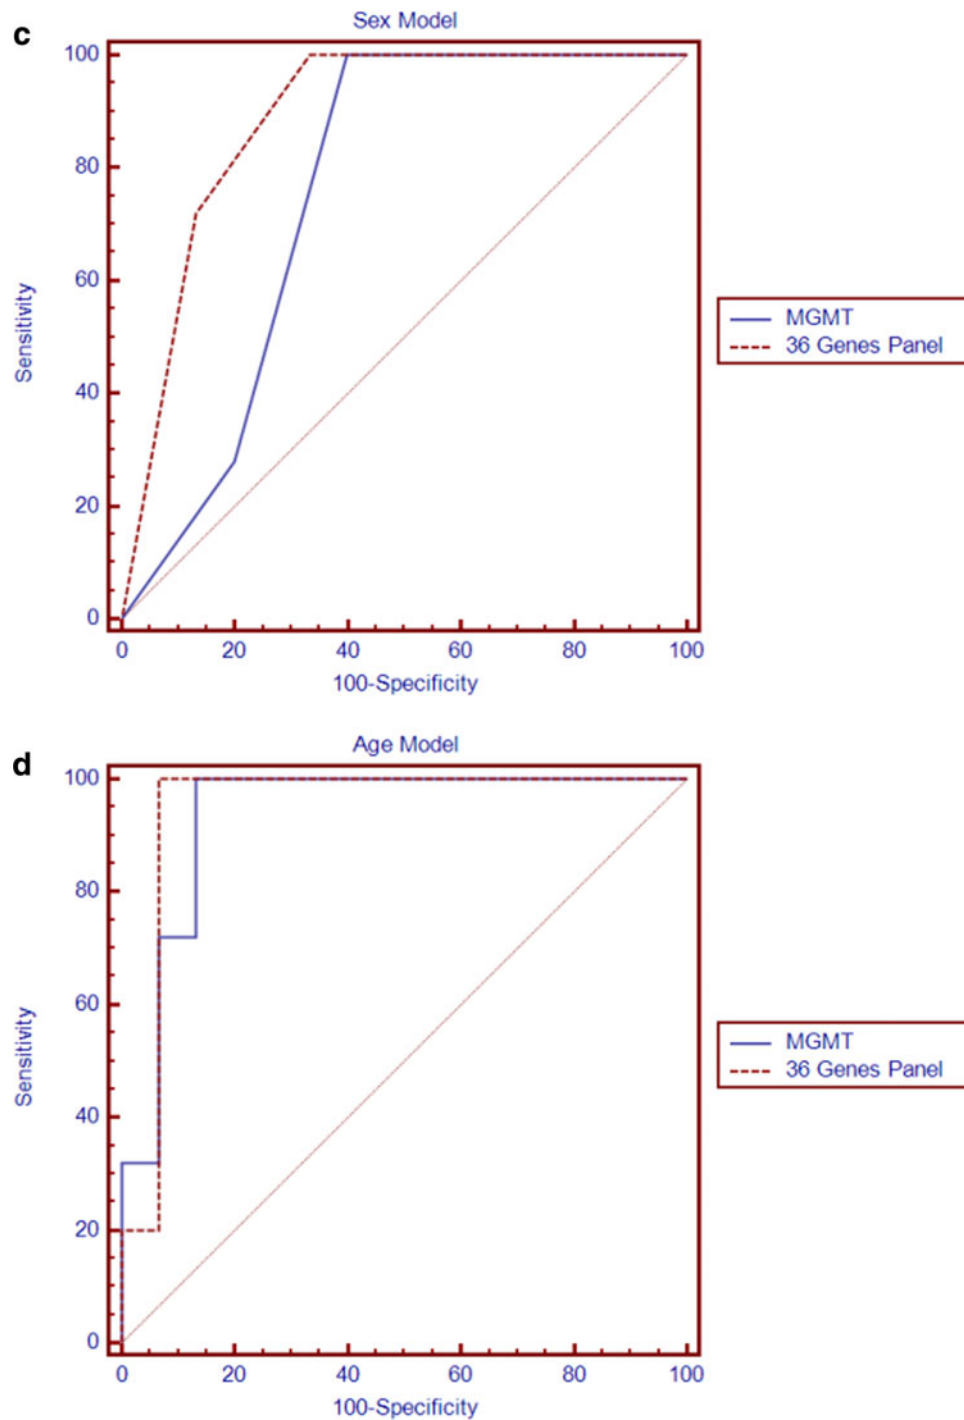 c
Sex Model
100
80
60
40
20
0
Sensitivity
0 20 40 60 80 100
100-Specificity
MGMT
36 Genes Panel
d
Age Model
100
80
60
40
20
0
Sensitivity
0 20 40 60 80 100
100-Specificity
MGMT
36 Genes Panel